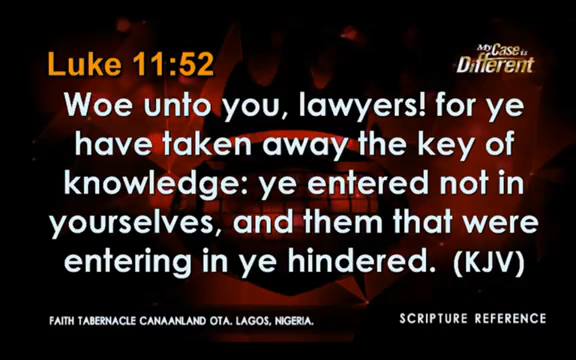 Luke 11:52
My Case is
Different
Woe unto you, lawyers! for ye
have taken away the key of
knowledge: ye entered not in
yourselves, and them that were
entering in ye hindered. (KJV)
FAITH TABERNACLE CANAANLAND OTA. LAGOS, NIGERIA.
SCRIPTURE REFERENCE